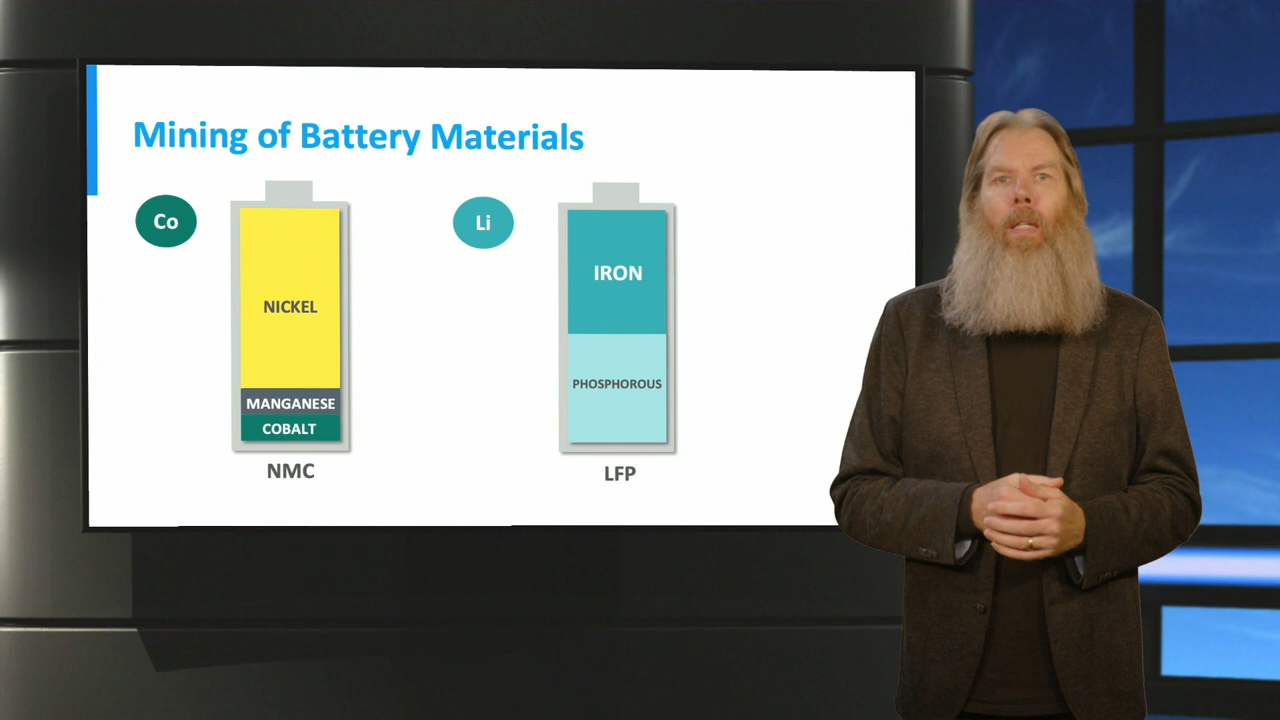 Mining of Battery Materials
Co
NICKEL
MANGANESE
COBALT
NMC
Li
IRON
PHOSPHOROUS
LFP